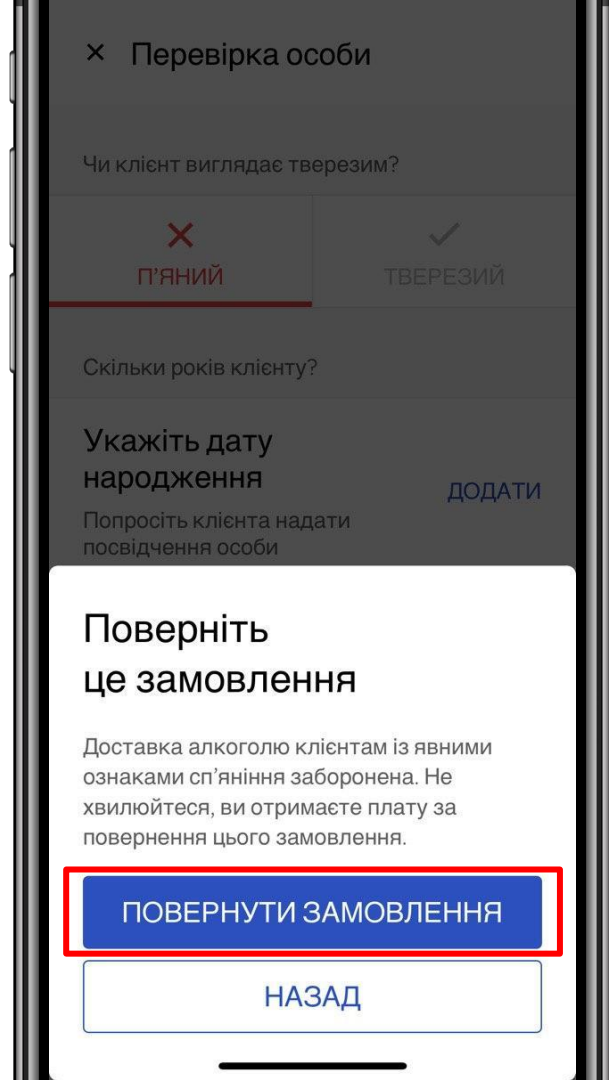 × Перевірка особи
Чи клієнт виглядає тверезим?
П’ЯНИЙ
ТВЕРЕЗИЙ
Скільки років клієнту?
Укажіть дату
народження
ДОДАТИ
Попросіть клієнта надати
посвідчення особи
Поверніть
це замовлення
Доставка алкоголю клієнтам із явними
ознаками сп’яніння заборонена. Не
хвилюйтеся, ви отримаєте плату за
повернення цього замовлення.
ПОВЕРНУТИ ЗАМОВЛЕННЯ
НАЗАД